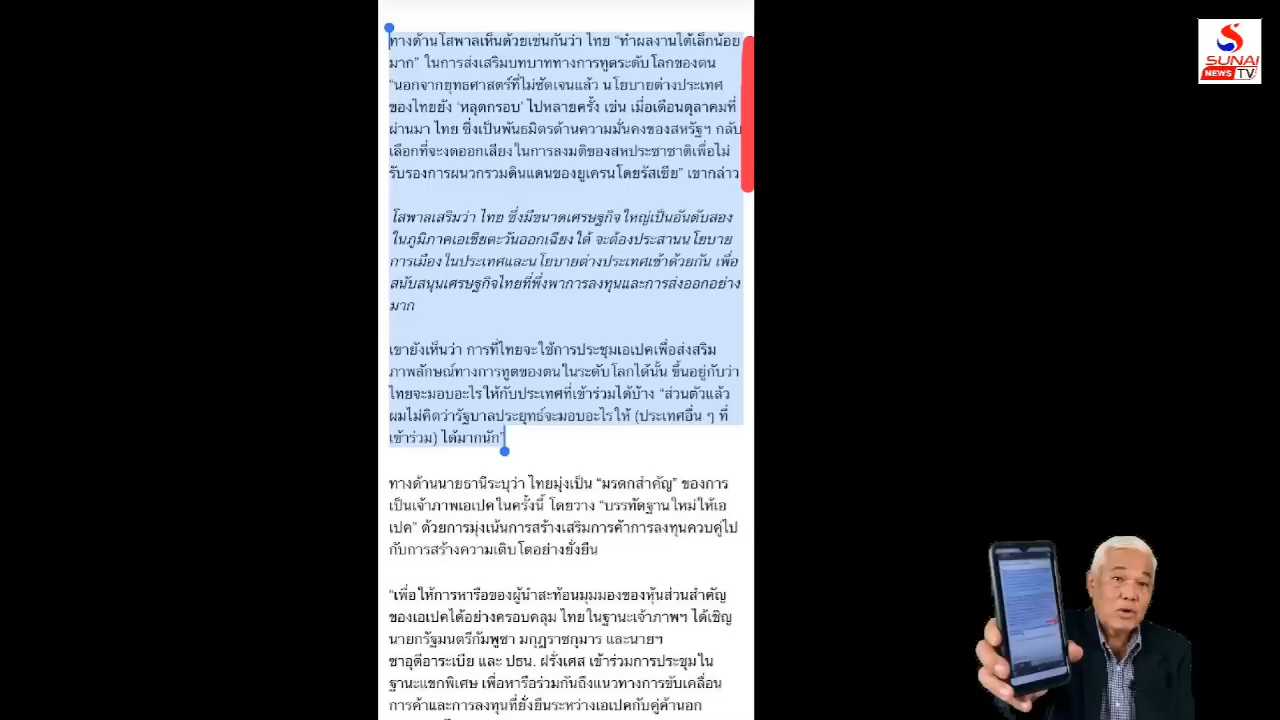 ทางด้านโสพาลเห็นด้วยเช่นกันว่า ไทย “ทำผลงานได้เล็กน้อย
มาก” ในการส่งเสริมบทบาททางการทูตระดับโลกของตน
“นอกจากยุทธศาสตร์ที่ไม่ชัดเจนแล้ว นโยบายต่างประเทศ
ของไทยยัง ‘หลุดกรอบ’ ไปหลายครั้ง เช่น เมื่อเดือนตุลาคมที่
ผ่านมา ไทย ซึ่งเป็นพันธมิตรด้านความมั่นคงของสหรัฐฯ กลับ
เลือกที่จะงดออกเสียงในการลงมติของสหประชาชาติเพื่อไม่
รับรองการผนวกรวมดินแดนของยูเครนโดยรัสเซีย” เขากล่าว
โสพาลเสริมว่า ไทย ซึ่งมีขนาดเศรษฐกิจใหญ่เป็นอันดับสอง
ในภูมิภาคเอเชียตะวันออกเฉียงใต้ จะต้องประสานนโยบาย
การเมืองในประเทศและนโยบายต่างประเทศเข้าด้วยกัน เพื่อ
สนับสนุนเศรษฐกิจไทยที่พึ่งพาการลงทุนและการส่งออกอย่าง
มาก
เขายังเห็นว่า การที่ไทยจะใช้การประชุมเอเปคเพื่อส่งสริม
ภาพลักษณ์ทางการทูตของตนในระดับโลกได้นั้น ขึ้นอยู่กับว่า
ไทยจะมอบอะไรให้กับประเทศที่เข้าร่วมได้บ้าง “ส่วนตัวแล้ว
ผมไม่คิดว่ารัฐบาลประยุทธ์จะมอบอะไรให้ (ประเทศอื่น ๆ ที่
เข้าร่วม) ได้มากนัก”
ทางด้านนายธานีระบุว่า ไทยมุ่งเป็น “มรดกสำคัญ” ของการ
เป็นเจ้าภาพเอเปคในครั้งนี้ โดยวาง “บรรทัดฐานใหม่ให้เอ
เปค” ด้วยการมุ่งเน้นการสร้างเสริมการค้าการลงทุนควบคู่ไป
กับการสร้างความเติบโตอย่างยั่งยืน
“เพื่อให้การหารือของผู้นำสะท้อนมุมมองของหุ้นส่วนสำคัญ
ของเอเปคได้อย่างครอบคลุม ไทยในฐานะเจ้าภาพฯ ได้เชิญ
นายกรัฐมนตรีกัมพูชา มกุฎราชกุมาร และนายฯ
ซาอุดีอาระเบีย และ ปธน. ฝรั่งเศส เข้าร่วมการประชุมใน
ฐานะแขกพิเศษ เพื่อหารือร่วมกันถึงแนวทางการขับเคลื่อน
การค้าและการลงทุนที่ยั่งยืนระหว่างเอเปคกับคู่ค้านอก
SUNAI
NEWS TV